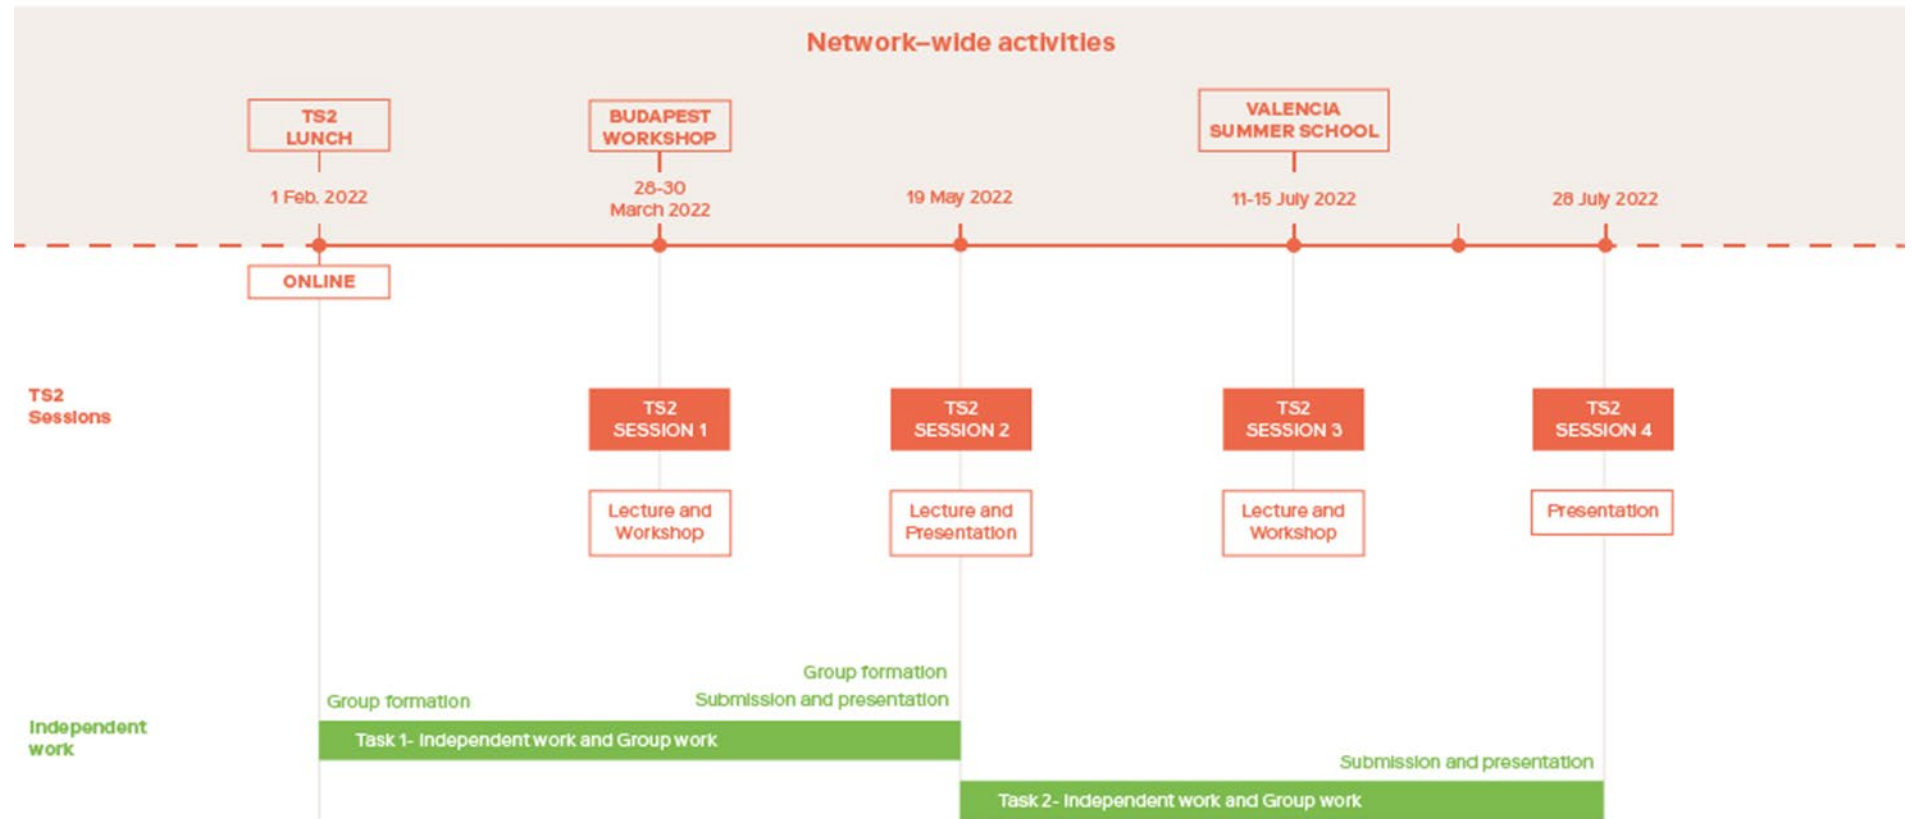 Network–wide activities
TS2
LUNCH
BUDAPEST
WORKSHOP
VALENCIA
SUMMER SCHOOL
1 Feb. 2022
28-30
March 2022
19 May 2022
11-15 July 2022
28 July 2022
ONLINE
TS2
Sessions
TS2
SESSION 1
TS2
SESSION 2
TS2
SESSION 3
TS2
SESSION 4
Lecture and
Workshop
Lecture and
Presentation
Lecture and
Workshop
Presentation
Group formation
Group formation
Submission and presentation
Independent
work
Task 1- Independent work and Group work
Submission and presentation
Task 2- Independent work and Group work